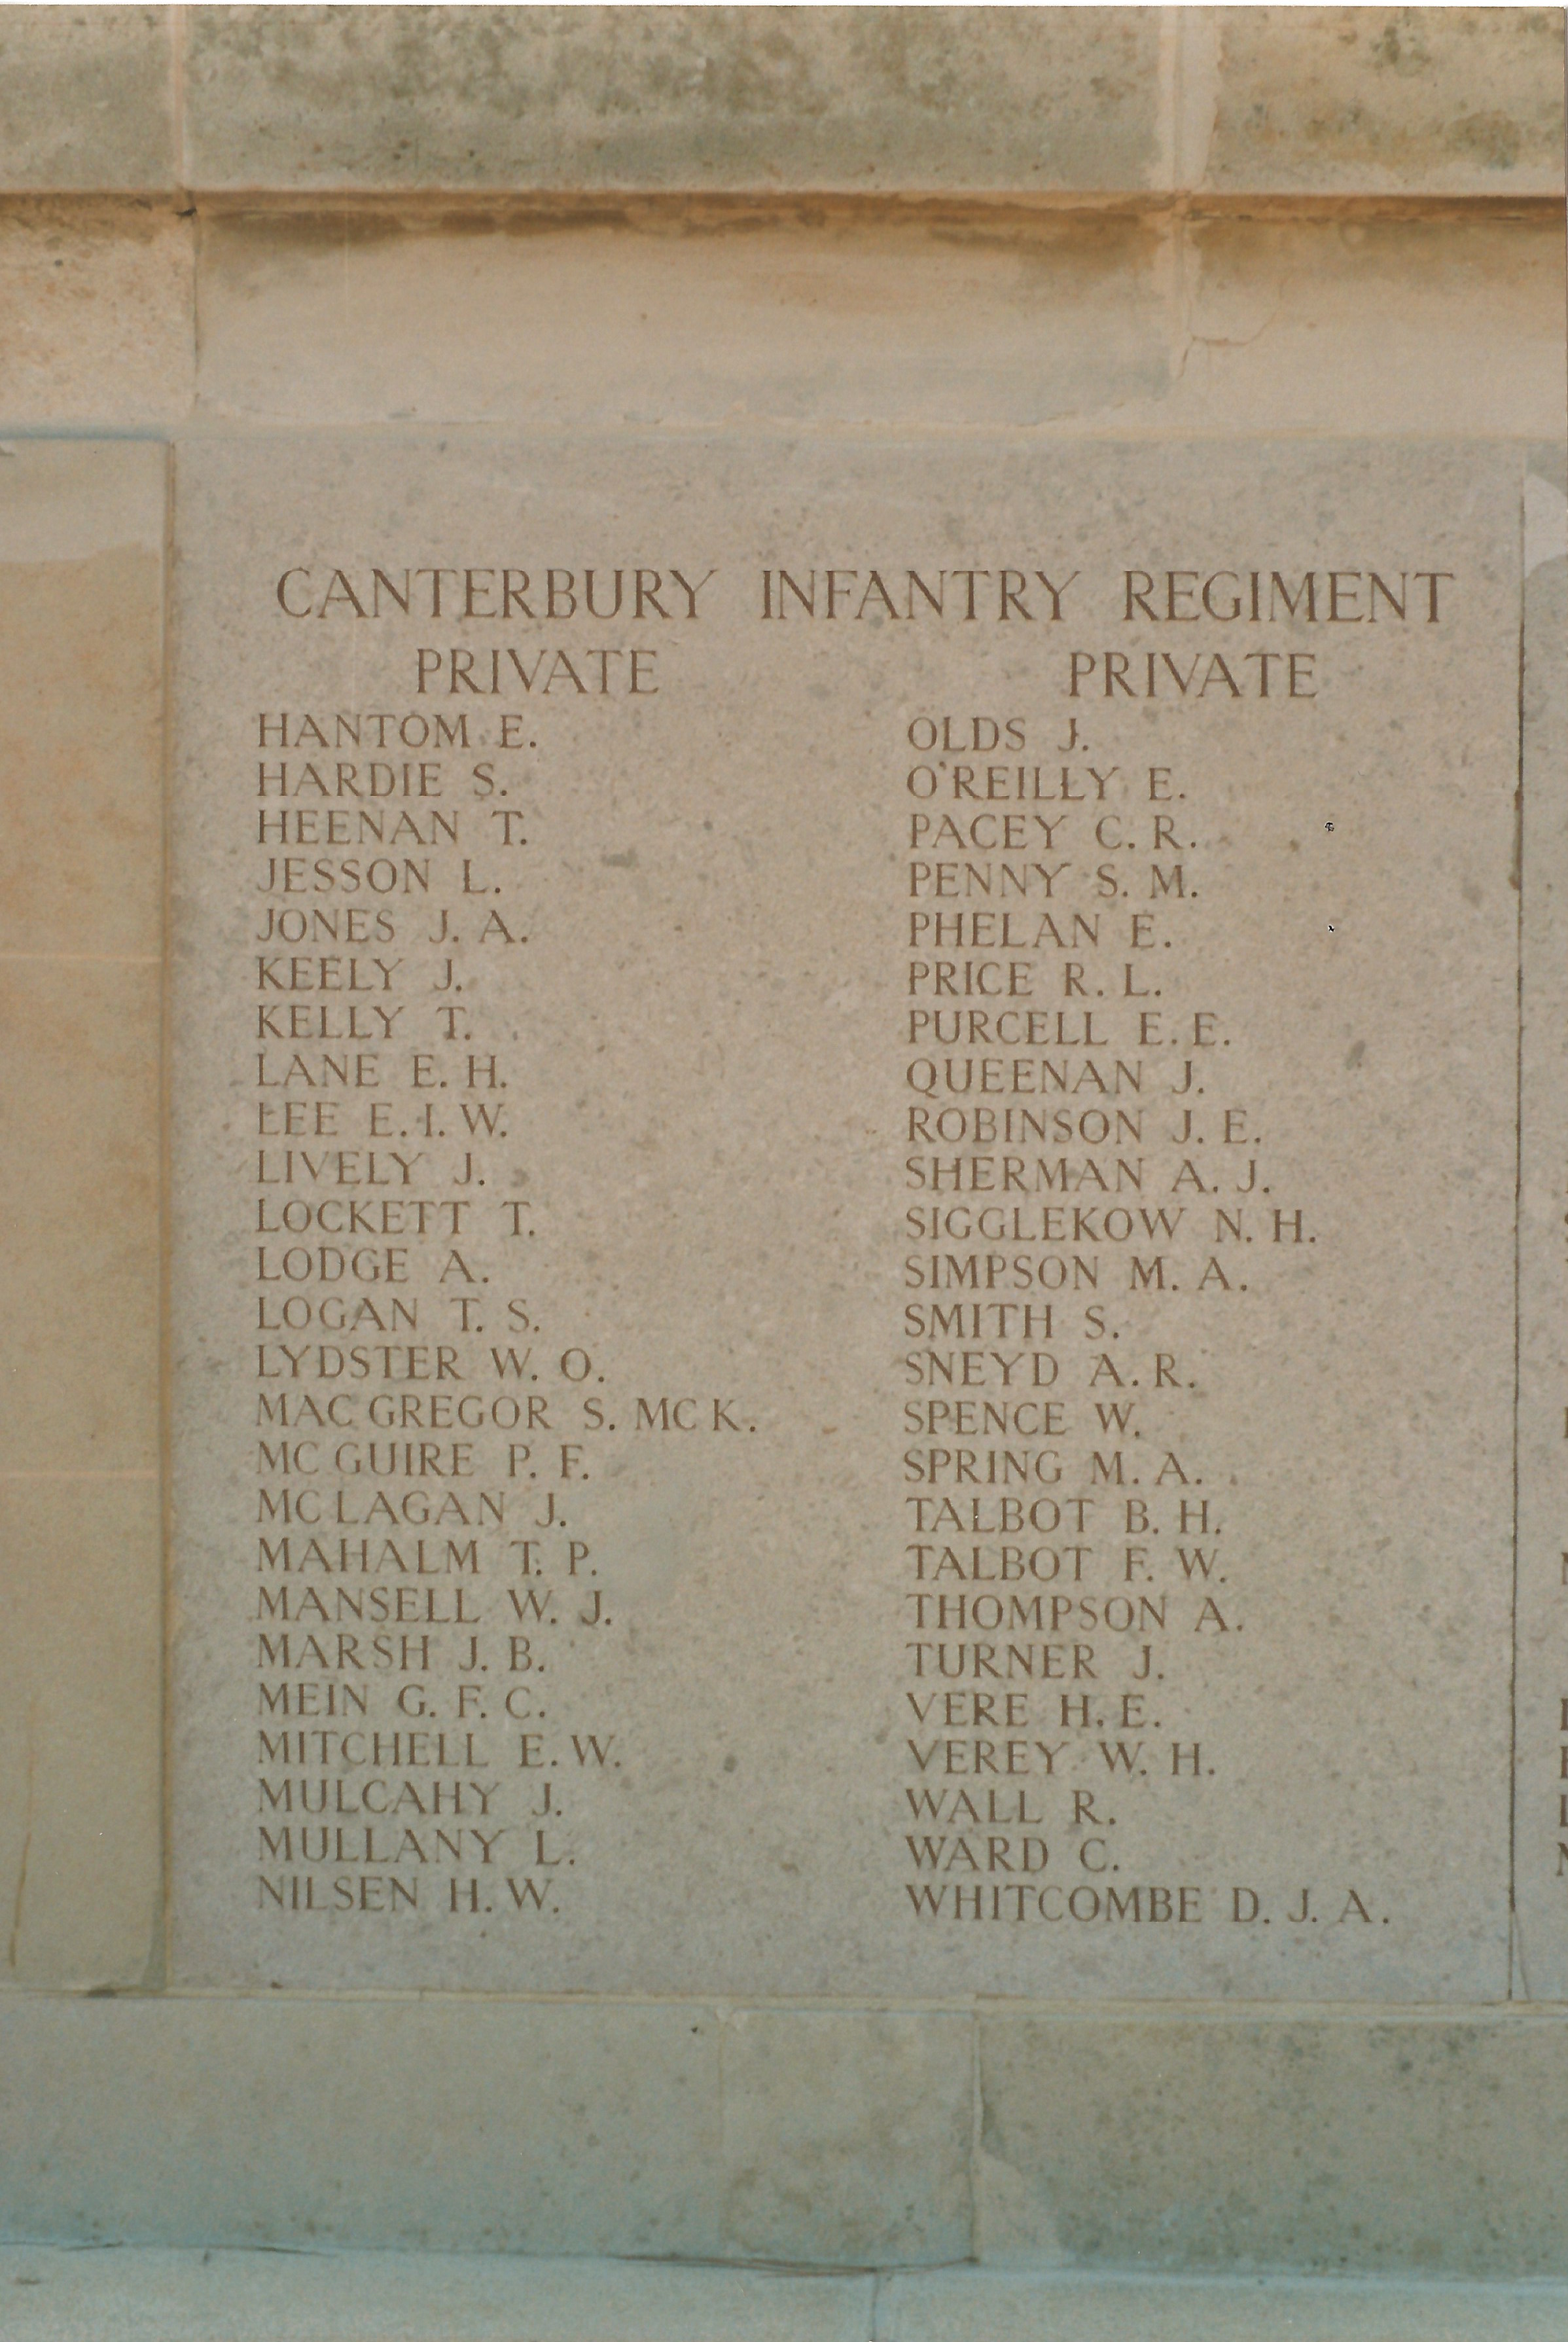 CANTERBURY INFANTRY REGIMENT
PRIVATE
HANTOM E.
HARDIE S.
HEENAN T.
JESSON L.
JONES J. A.
KEELY J.
KELLY T.
LANE E. H.
LEE E. I. W.
LIVELY J.
LOCKETT T.
LODGE A.
LOGAN T. S.
LYDSTER W. O.
MAC GREGOR S. MC K.
MC GUIRE P. F.
MC LAGAN J.
MAHALM T. P.
MANSELL W. J.
MARSH J. B.
MEIN G. F. C.
MITCHELL E. W.
MULCAHY J.
MULLANY L.
NILSEN H. W.
PRIVATE
OLDS J.
O'REILLY E.
PACEY C. R.
PENNY S. M.
PHELAN E.
PRICE R. L.
PURCELL E. E.
QUEENAN J.
ROBINSON J. E.
SHERMAN A. J.
SIGGLEKOW N. H.
SIMPSON M. A.
SMITH S.
SNEYD A. R.
SPENCE W.
SPRING M. A.
TALBOT B. H.
TALBOT F. W.
THOMPSON A.
TURNER J.
VERE H. E.
VEREY W. H.
WALL R.
WARD C.
WHITCOMBE D. J. A.